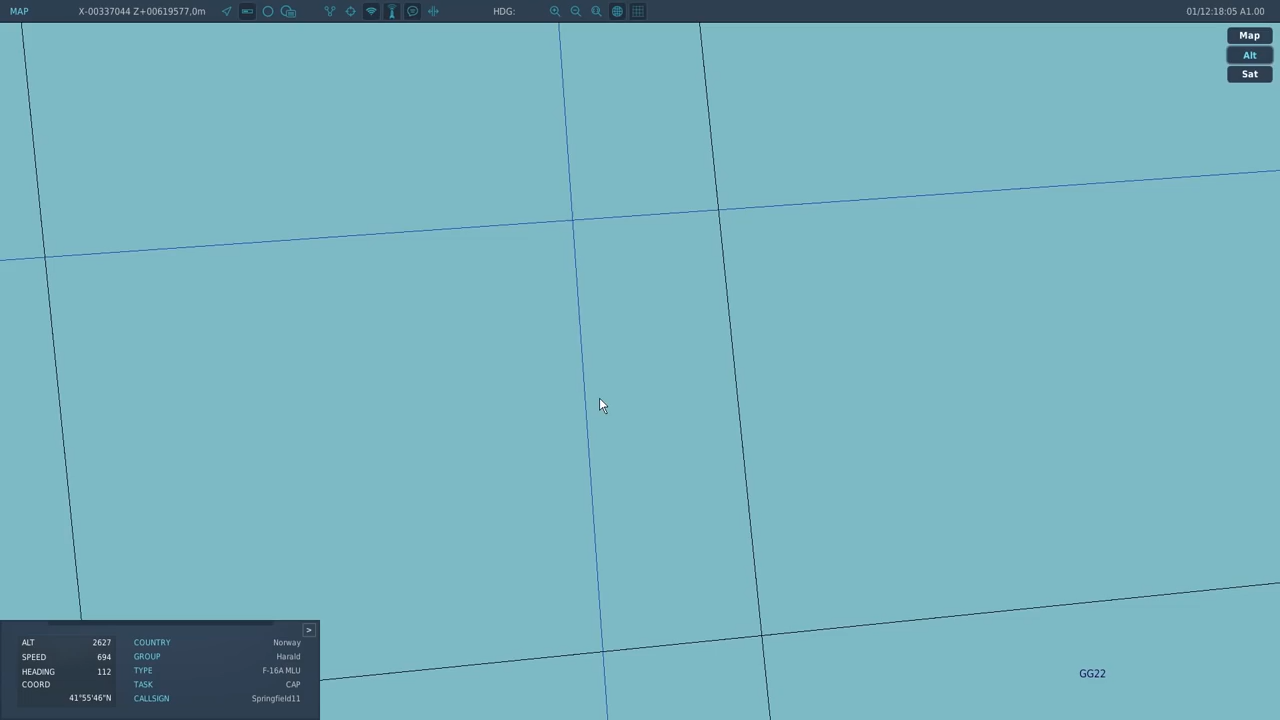 MAP X-00337044 Z+00619577,0m HDG: 01/12:18:05 A1.00
Map
Alt
Sat
>
ALT 2627 COUNTRY Norway
SPEED 694 GROUP Harald
HEADING 112 TYPE F-16A MLU
COORD TASK CAP
41°55'46"N CALLSIGN Springfield11
GG22